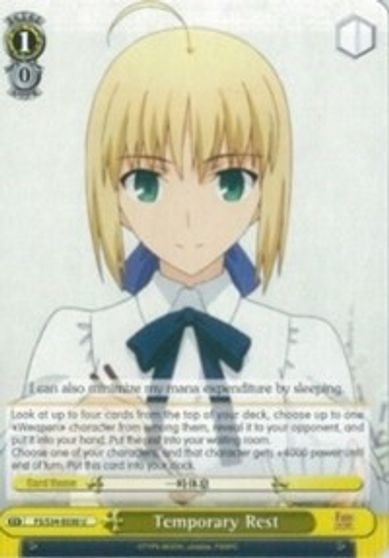 1
0
I can also minimize my mana expenditure by sleeping.
Look at up to four cards from the top of your deck, choose up to one
«Weapon» character from among them, reveal it to your opponent, and
put it into your hand. Put the rest into your waiting room.
Choose one of your characters, and that character gets +4000 power until
end of turn. Put this card into your clock.
Card Name
Temporary Rest